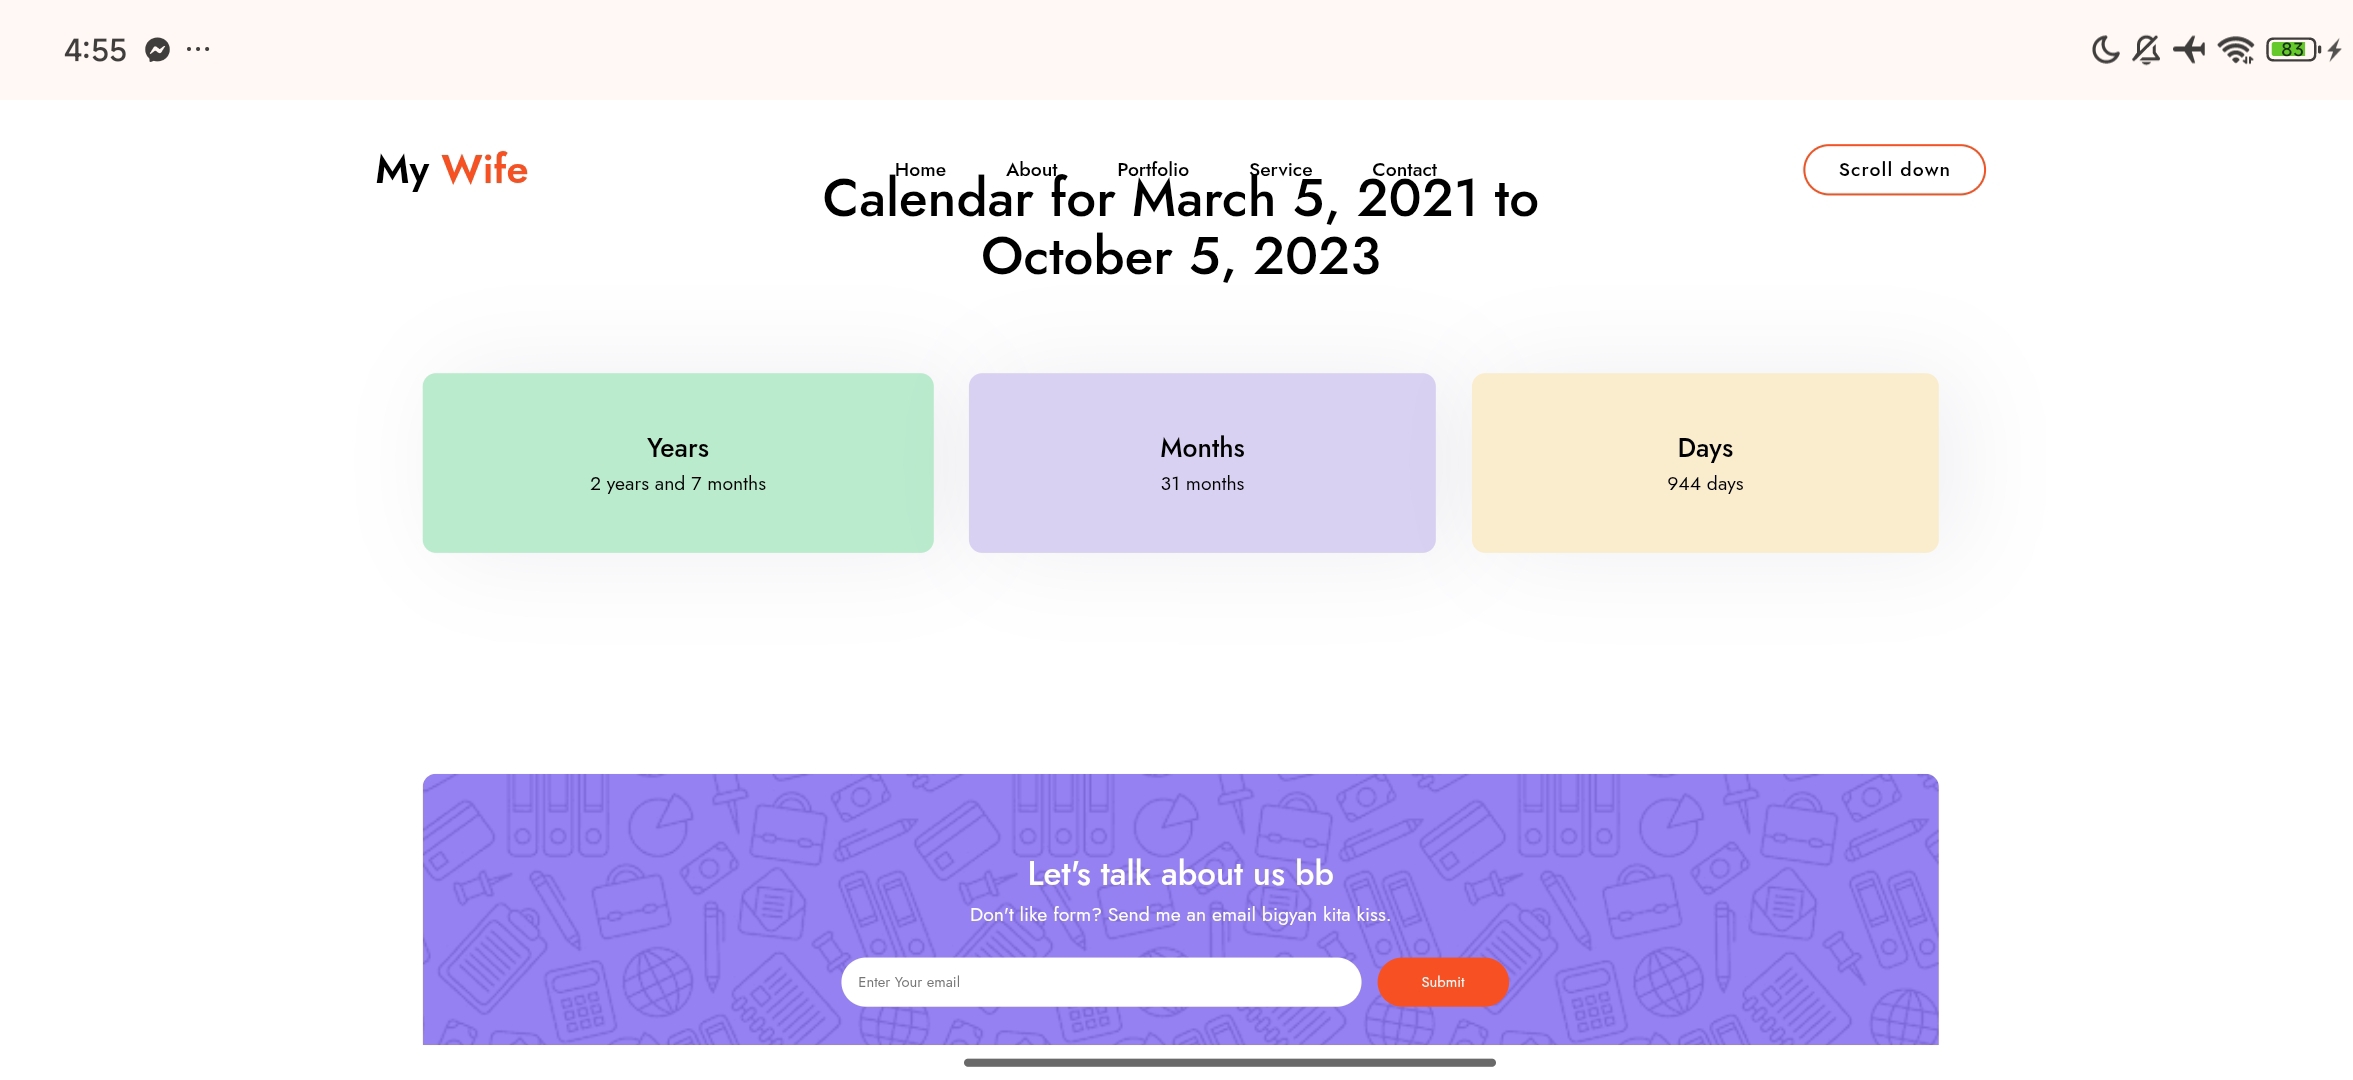 4:55
83
My Wife
Home About Portfolio Service Contact
Scroll down
Calendar for March 5, 2021 to
October 5, 2023
Years
2 years and 7 months
Months
31 months
Days
944 days
Let's talk about us bb
Don't like form? Send me an email bigyan kita kiss.
Enter Your email
Submit